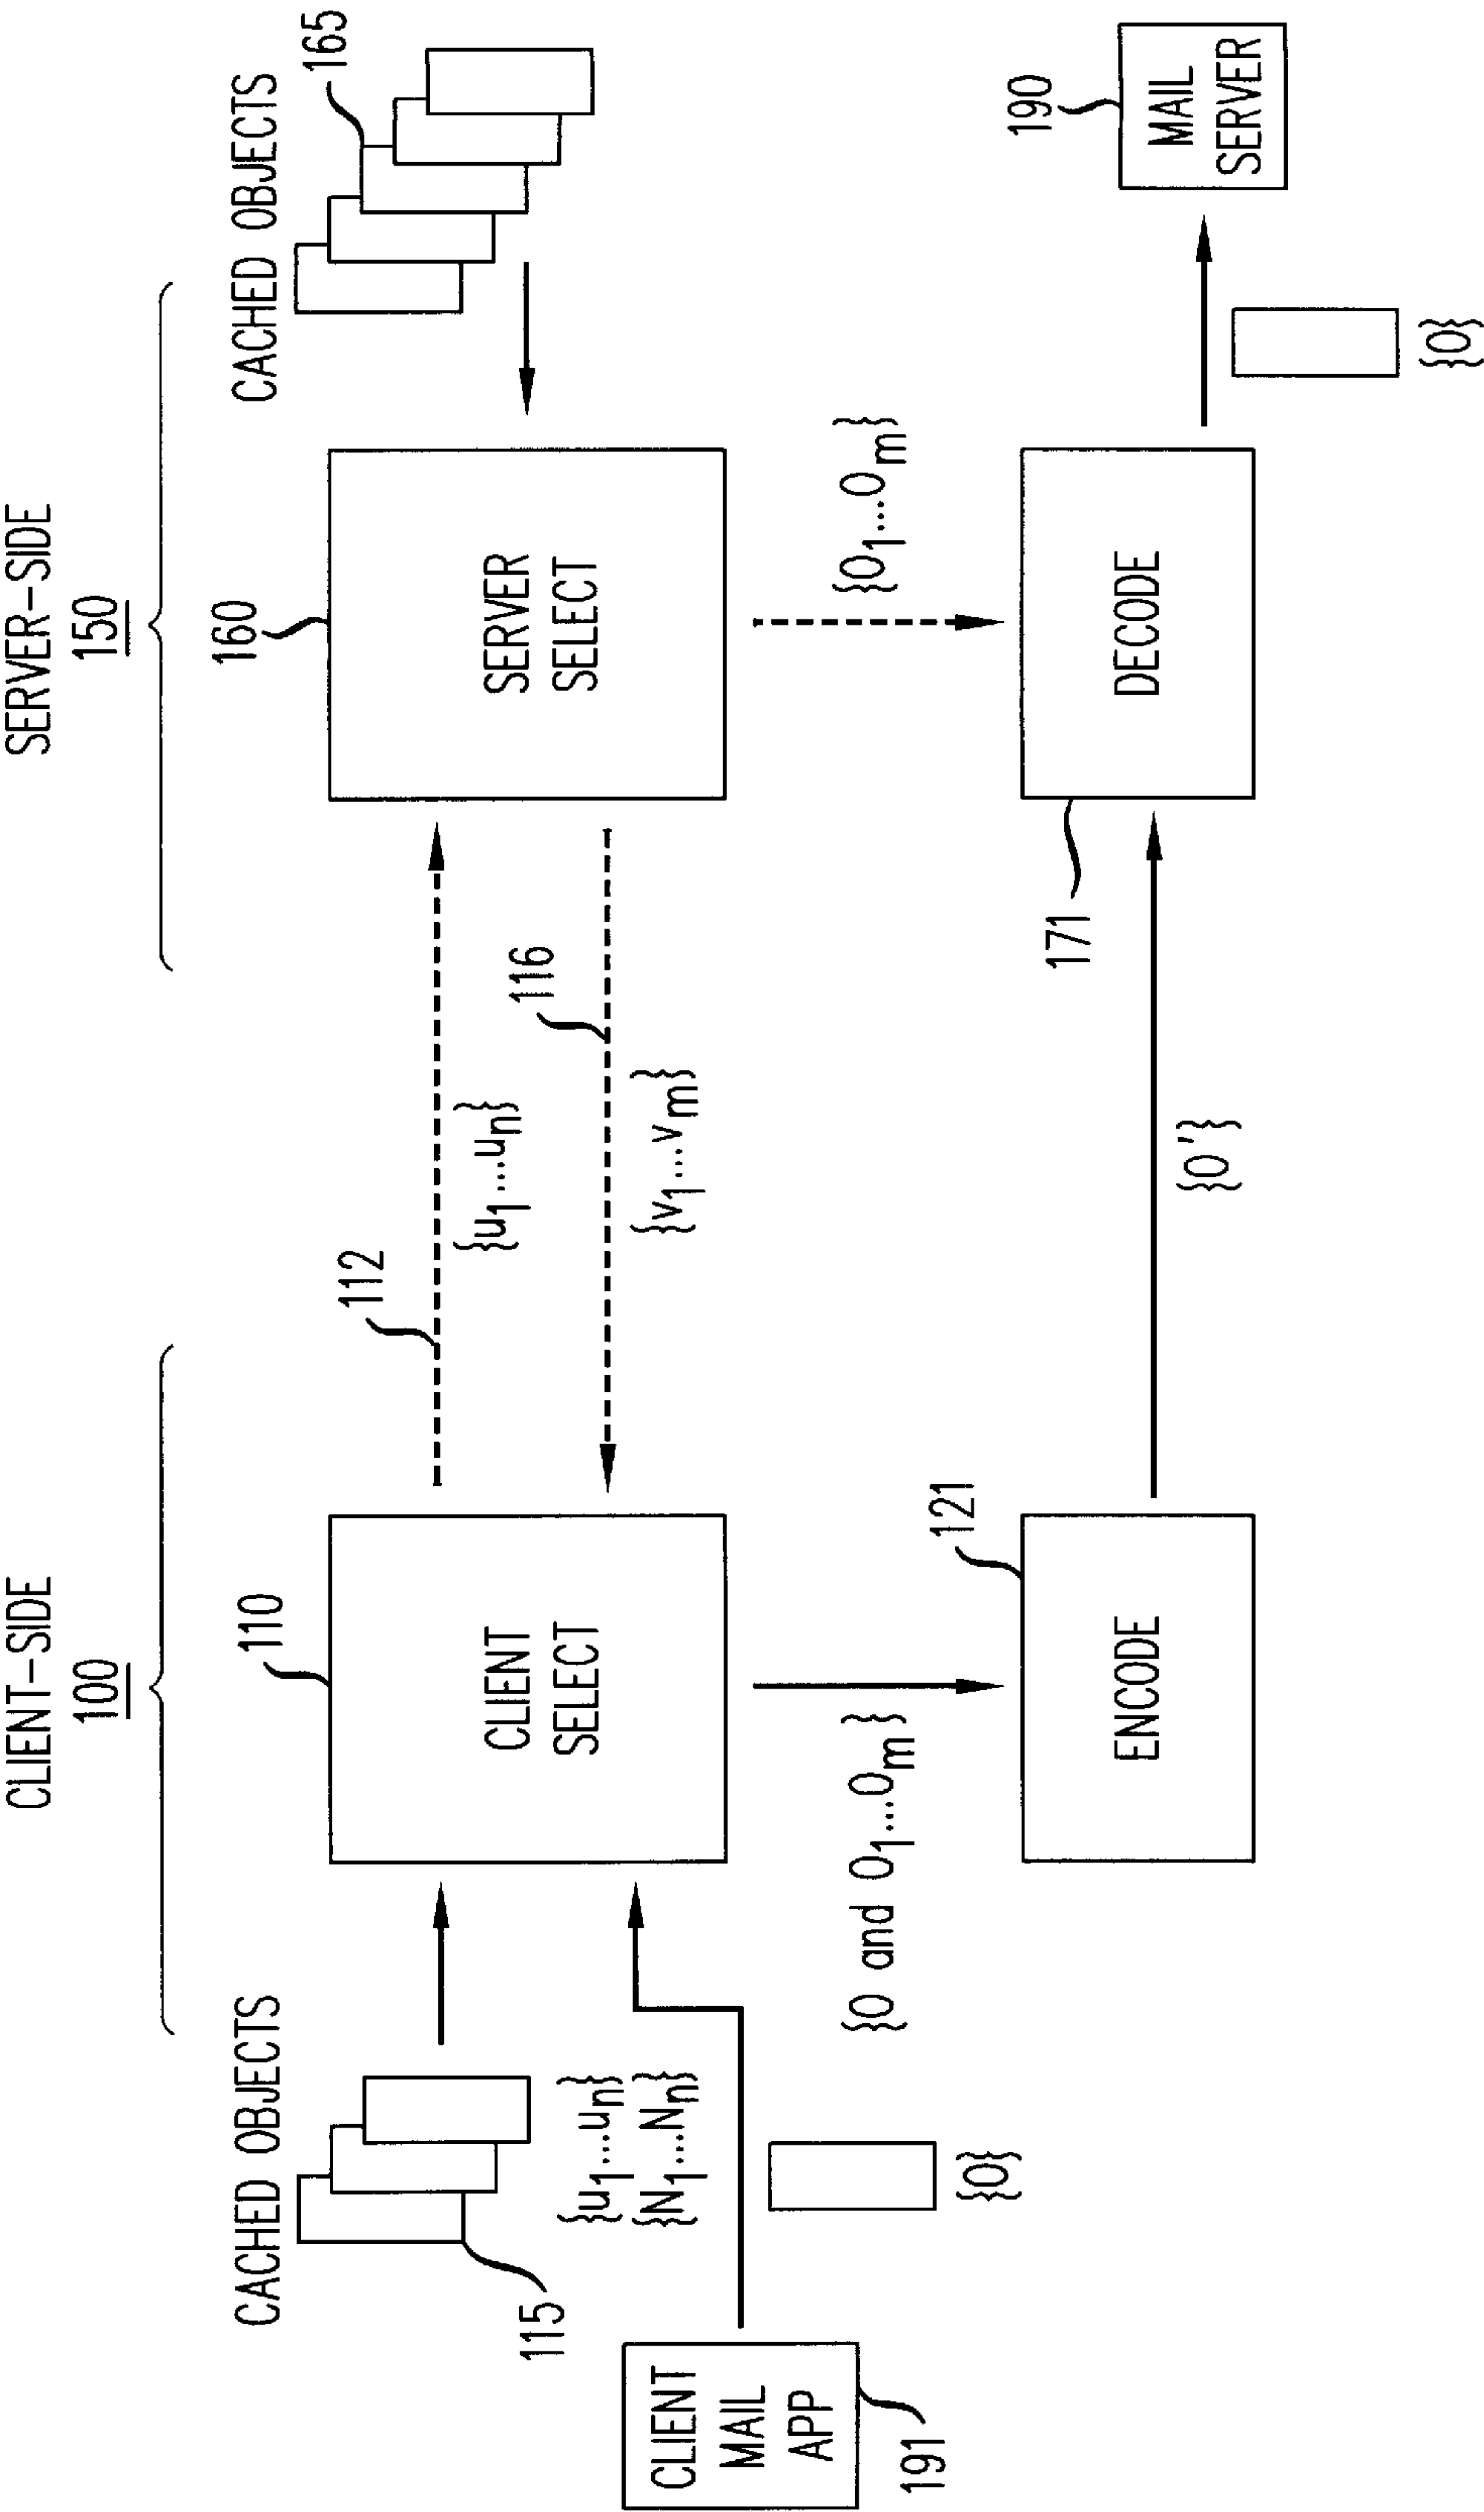 CLIENT-SIDE
100
SERVER-SIDE
150
CACHED OBJECTS
115
110
CLIENT
SELECT
112
{u1...un}
116
{v1...vm}
160
SERVER
SELECT
CACHED OBJECTS
165
{u1...un}
{N1...Nn}
CLIENT
MAIL
APP
191
{O}
{O and O1...Om}
121
ENCODE
{O'}
171
DECODE
{O1...Om}
190
MAIL
SERVER
{O}